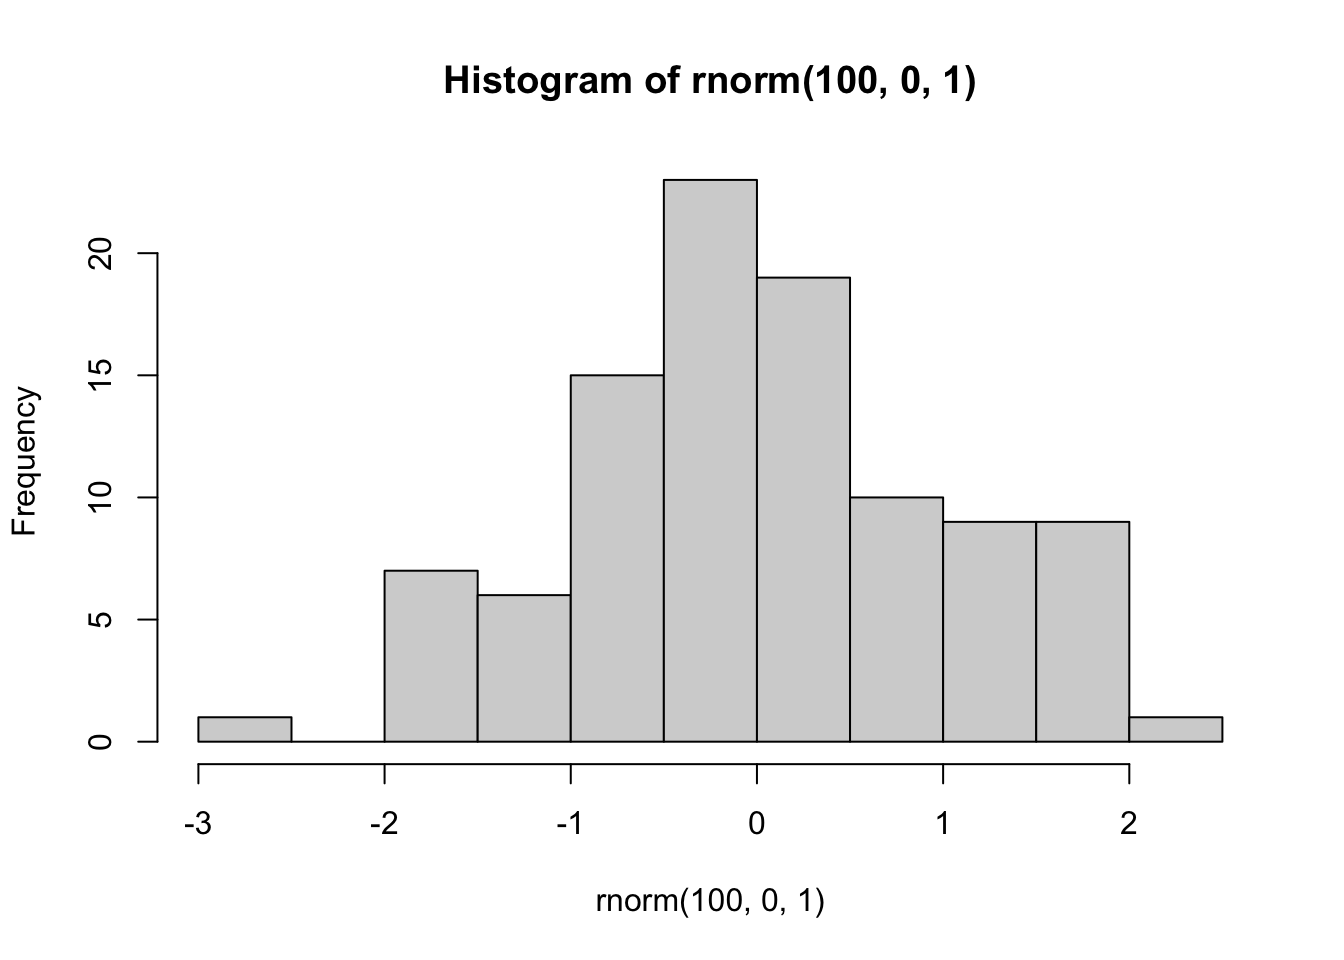 Histogram of rnorm(100, 0, 1)
Frequency
20
15
10
5
0
-3 -2 -1 0 1 2
rnorm(100, 0, 1)